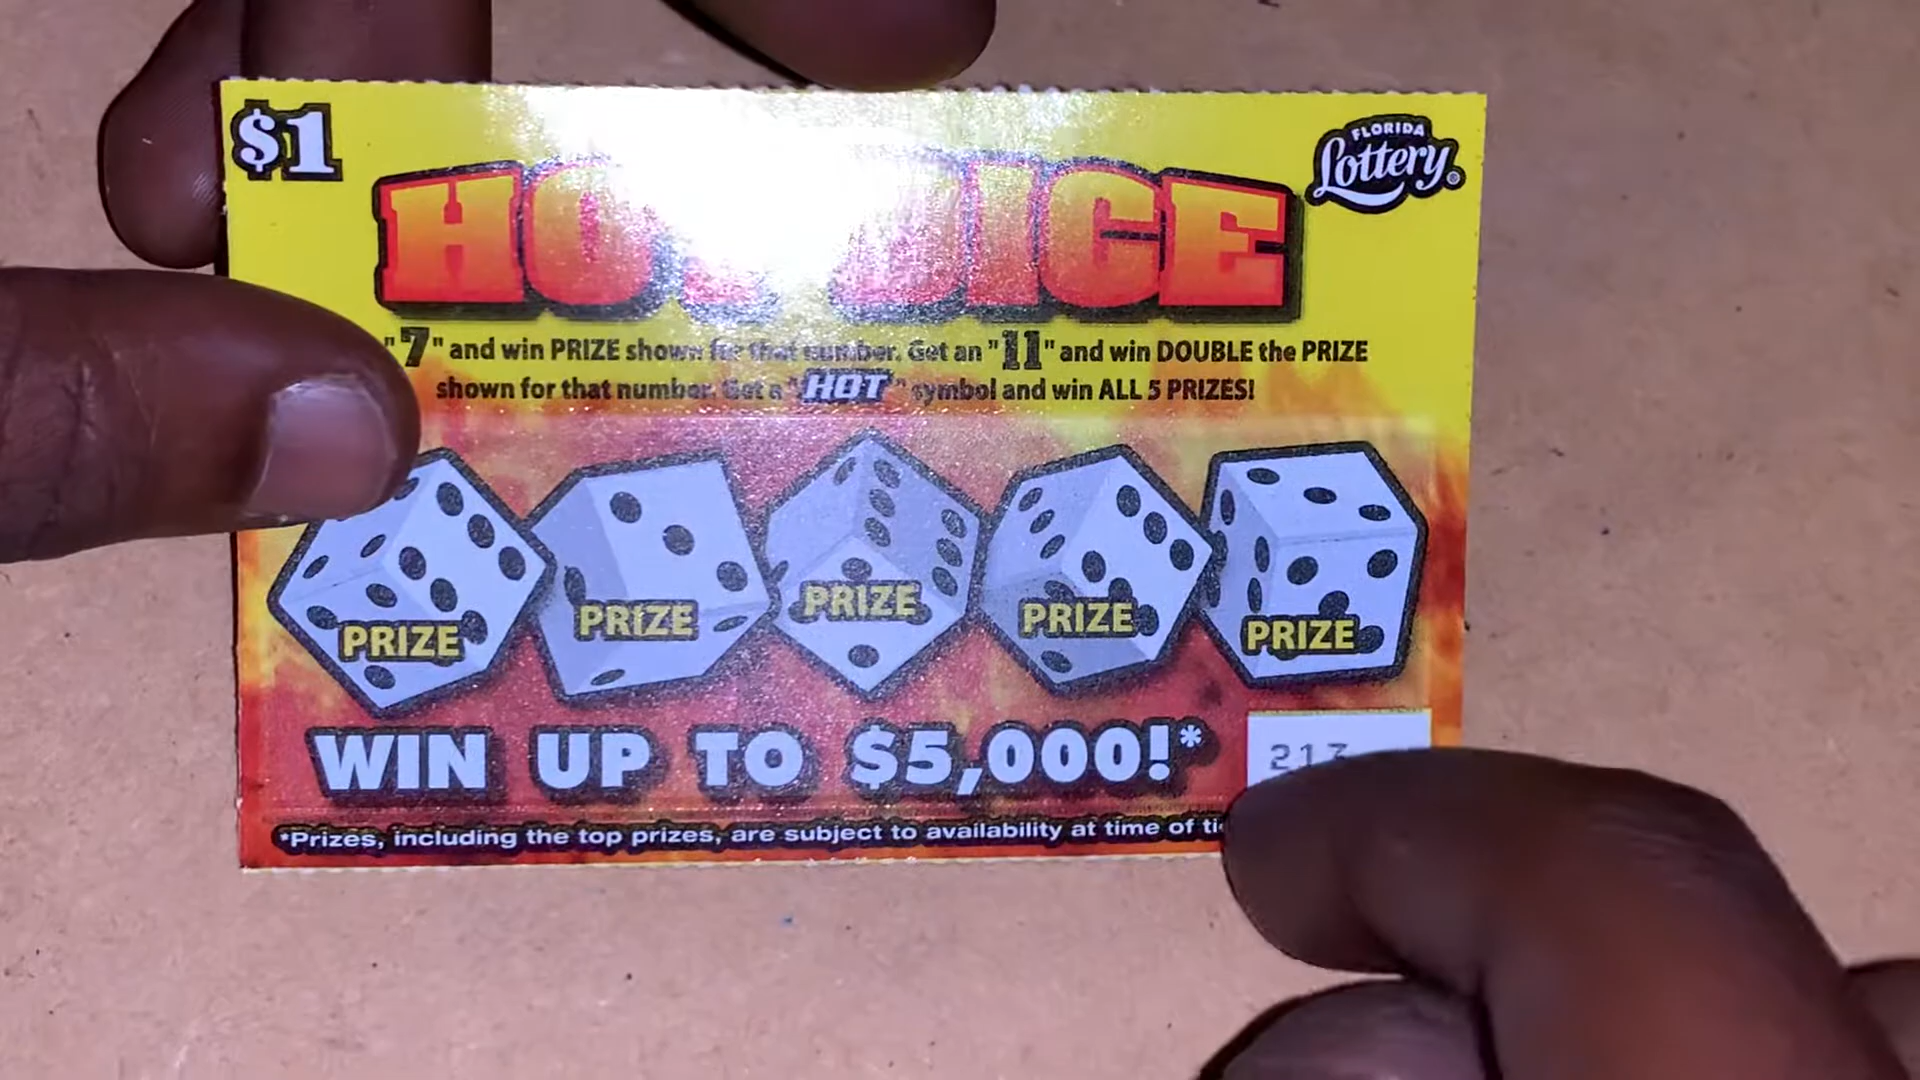 $1
FLORIDA
Lottery®
HOT DICE
"7" and win PRIZE shown for that number. Get an "11" and win DOUBLE the PRIZE
shown for that number. Get a "HOT" symbol and win ALL 5 PRIZES!
PRIZE PRIZE PRIZE PRIZE PRIZE
WIN UP TO $5,000!*
213
*Prizes, including the top prizes, are subject to availability at time of